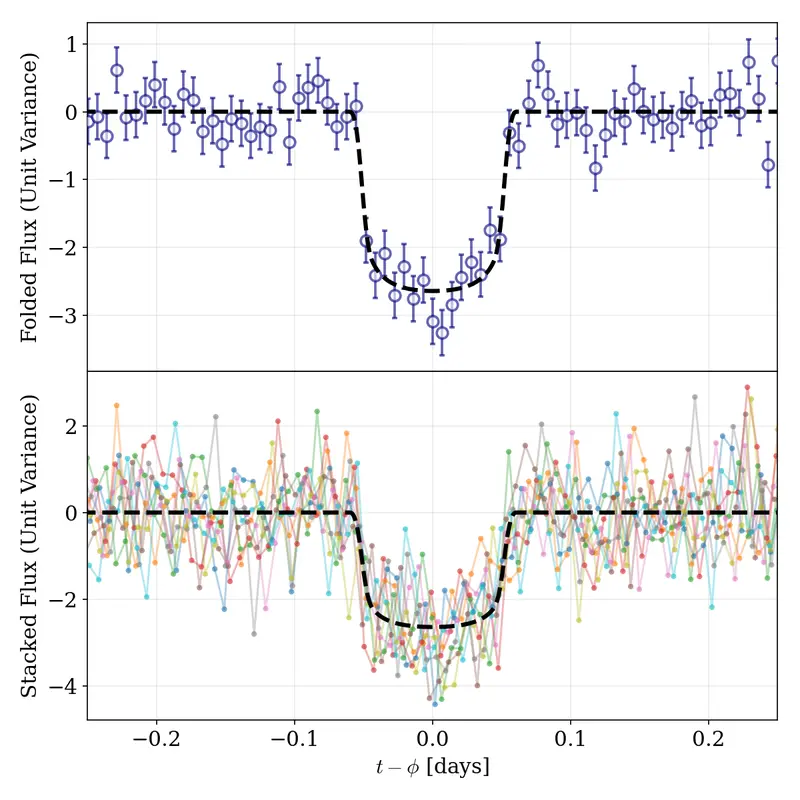 Folded Flux (Unit Variance)
1
0
−1
−2
−3
Stacked Flux (Unit Variance)
2
0
−2
−4
−0.2 −0.1 0.0 0.1 0.2
t − ϕ [days]